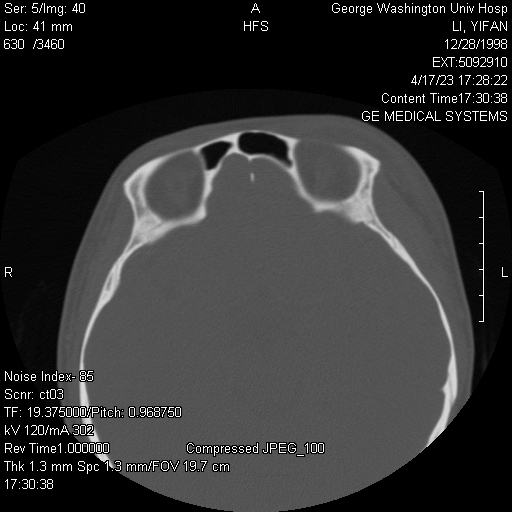 Ser: 5/Img: 40
Loc: 41 mm
630 /3460
A
HFS
George Washington Univ Hosp
LI, YIFAN
12/28/1998
EXT:5092910
4/17/23 17:28:22
Content Time17:30:38
GE MEDICAL SYSTEMS
R
L
Noise Index- 85
Scnr: ct03
TF: 19.375000/Pitch: 0.968750
kV 120/mA 302
Rev Time1.000000
Compressed JPEG_100
Thk 1.3 mm Spc 1.3 mm/FOV 19.7 cm
17:30:38